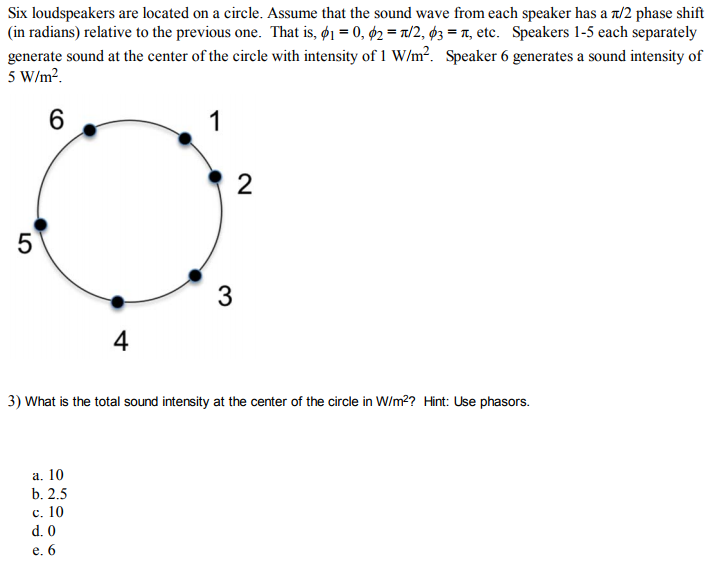 Six loudspeakers are located on a circle. Assume that the sound wave from each speaker has a π/2 phase shift
(in radians) relative to the previous one. That is, ϕ1 = 0, ϕ2 = π/2, ϕ3 = π, etc. Speakers 1-5 each separately
generate sound at the center of the circle with intensity of 1 W/m². Speaker 6 generates a sound intensity of
5 W/m².
6
1
2
5
3
4
3) What is the total sound intensity at the center of the circle in W/m²? Hint: Use phasors.
a. 10
b. 2.5
c. 10
d. 0
e. 6